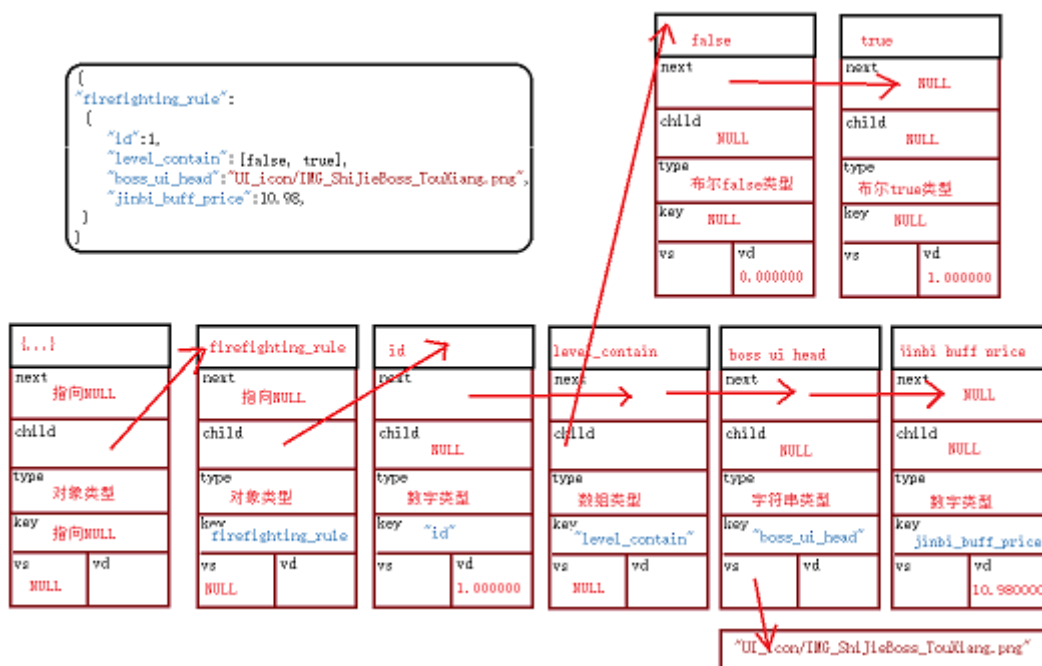 {
"firefighting_rule":
{
"id":1,
"level_contain":[false, true],
"boss_ui_head":"UI_icon/IMG_ShiJieBoss_TouXiang.png",
"jinbi_buff_price":10.98,
}
}
false
next
child
NULL
type
布尔false类型
key
NULL
vs
vd
0.000000
true
next
NULL
child
NULL
type
布尔true类型
key
NULL
vs
vd
1.000000
{...}
next
指向NULL
child
type
对象类型
key
指向NULL
vs
NULL
vd
firefighting_rule
next
指向NULL
child
type
对象类型
key
firefighting_rule
vs
NULL
vd
id
next
child
NULL
type
数字类型
key
"id"
vs
vd
1.000000
level_contain
next
child
type
数组类型
key
"level_contain"
vs
NULL
vd
boss ui head
next
child
NULL
type
字符串类型
key
"boss_ui_head"
vs
vd
"UI_icon/IMG_ShiJieBoss_TouXiang.png"
jinbi buff price
next
NULL
child
NULL
type
数字类型
key
jinbi_buff_price
vs
vd
10.980000